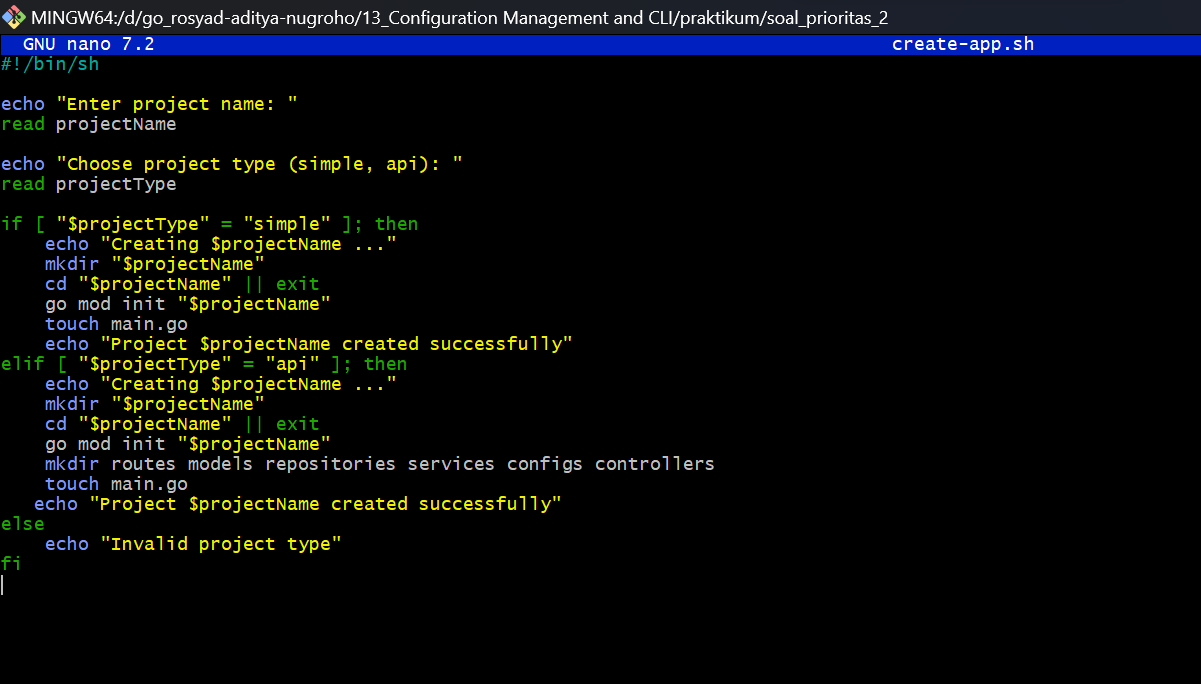 MINGW64:/d/go_rosyad-aditya-nugroho/13_Configuration Management and CLI/praktikum/soal_prioritas_2
GNU nano 7.2 create-app.sh
#!/bin/sh

echo "Enter project name: "
read projectName

echo "Choose project type (simple, api): "
read projectType

if [ "$projectType" = "simple" ]; then
    echo "Creating $projectName ..."
    mkdir "$projectName"
    cd "$projectName" || exit
    go mod init "$projectName"
    touch main.go
    echo "Project $projectName created successfully"
elif [ "$projectType" = "api" ]; then
    echo "Creating $projectName ..."
    mkdir "$projectName"
    cd "$projectName" || exit
    go mod init "$projectName"
    mkdir routes models repositories services configs controllers
    touch main.go
   echo "Project $projectName created successfully"
else
    echo "Invalid project type"
fi